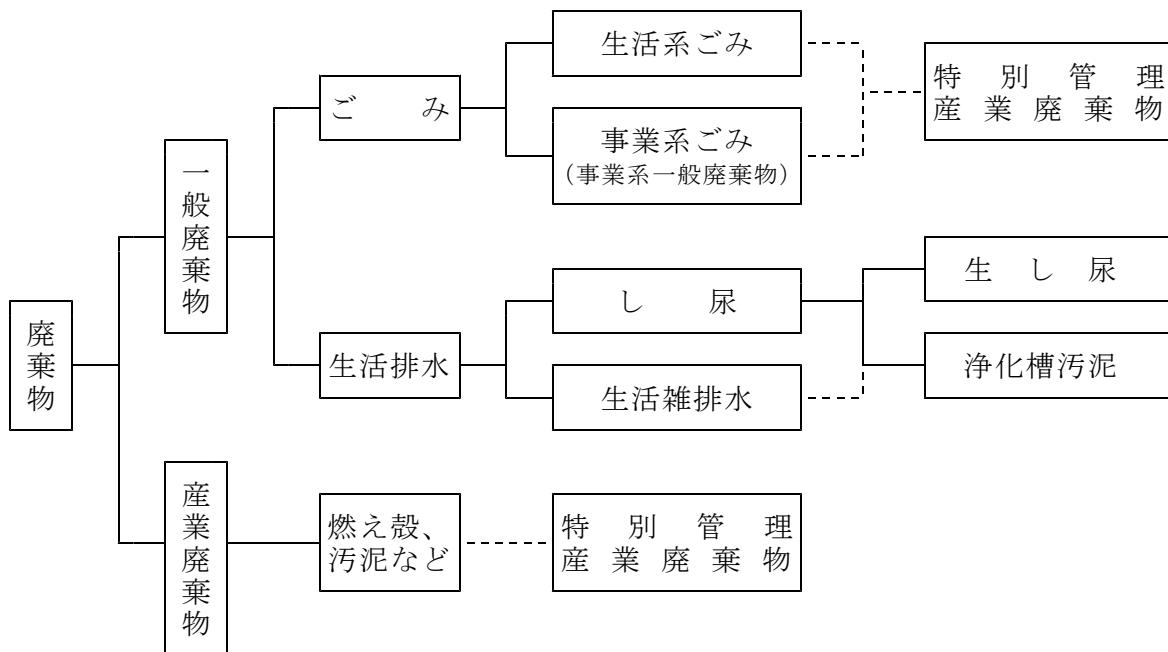 廃棄物
一般廃棄物
ごみ
生活系ごみ
事業系ごみ
（事業系一般廃棄物）
特別管理
産業廃棄物
生活排水
し尿
生し尿
浄化槽汚泥
生活雑排水
産業廃棄物
燃え殻、
汚泥など
特別管理
産業廃棄物